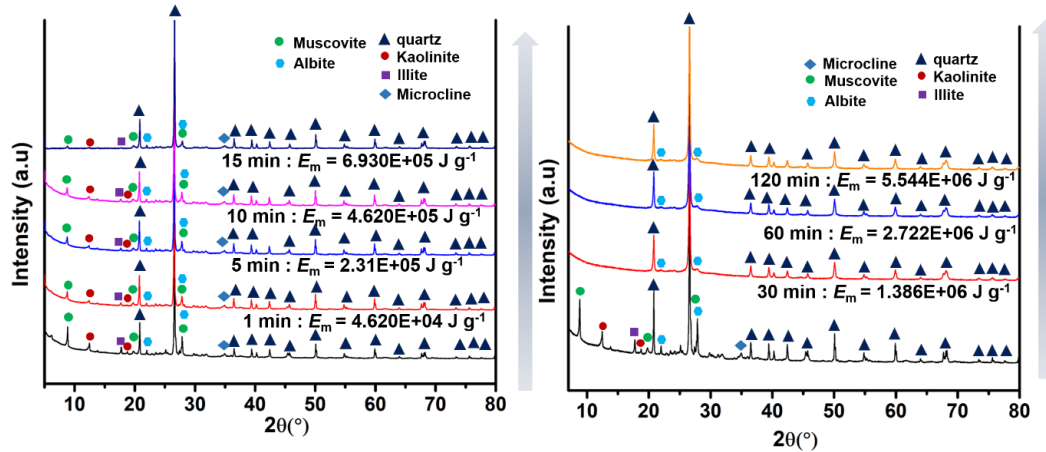 Muscovite
Albite
quartz
Kaolinite
Illite
Microcline
15 min : Em = 6.930E+05 J g-1
10 min : Em = 4.620E+05 J g-1
5 min : Em = 2.31E+05 J g-1
1 min : Em = 4.620E+04 J g-1
Intensity (a.u)
10 20 30 40 50 60 70 80
2θ(°)
Microcline
Muscovite
Albite
quartz
Kaolinite
Illite
120 min : Em = 5.544E+06 J g-1
60 min : Em = 2.722E+06 J g-1
30 min : Em = 1.386E+06 J g-1
Intensity (a.u)
10 20 30 40 50 60 70 80
2θ(°)